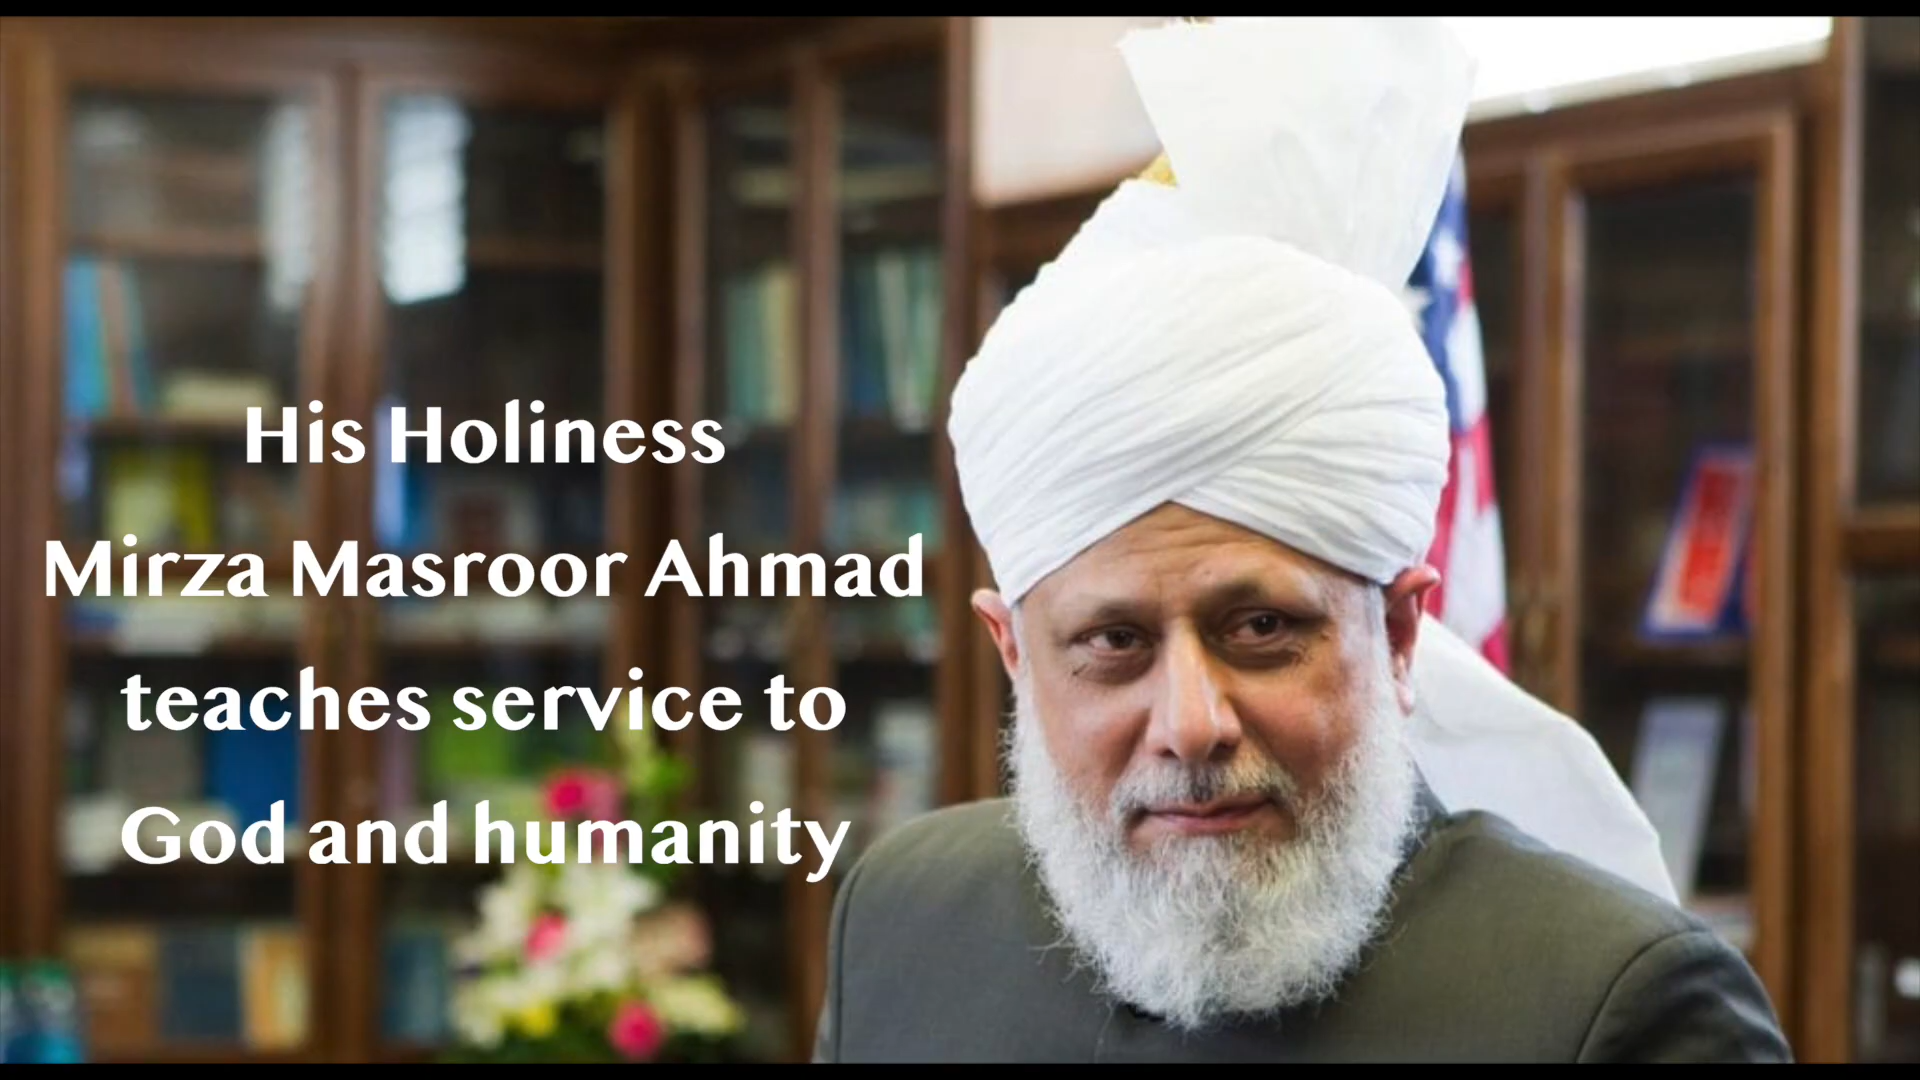 His Holiness
Mirza Masroor Ahmad
teaches service to
God and humanity